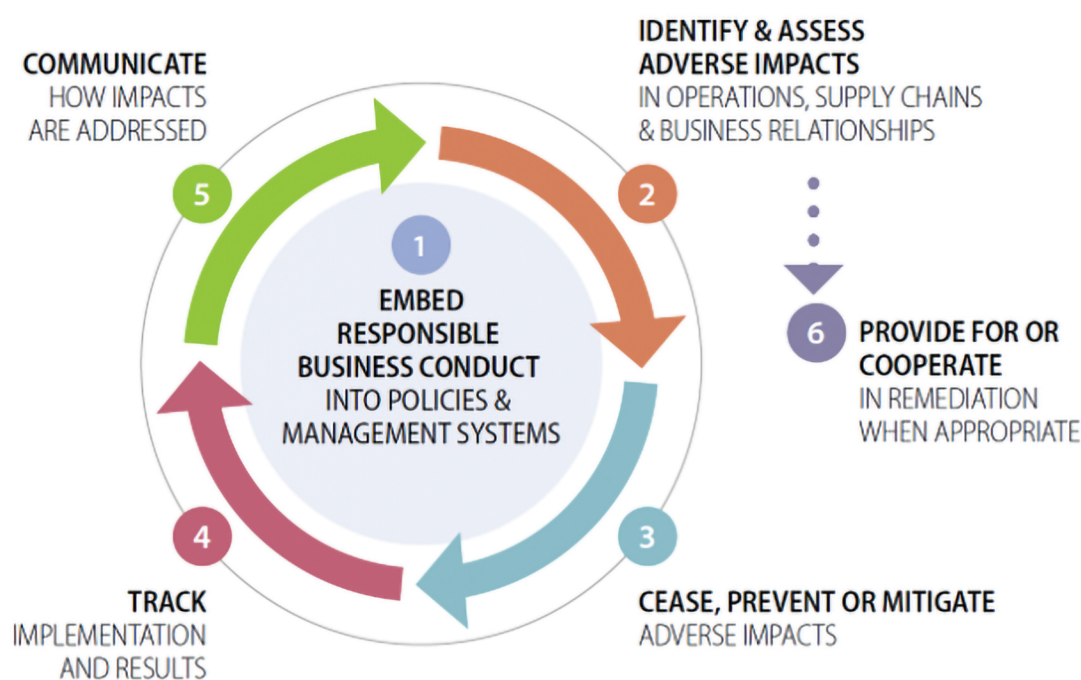 1
EMBED
RESPONSIBLE
BUSINESS CONDUCT
INTO POLICIES &
MANAGEMENT SYSTEMS
2
IDENTIFY & ASSESS
ADVERSE IMPACTS
IN OPERATIONS, SUPPLY CHAINS
& BUSINESS RELATIONSHIPS
3
CEASE, PREVENT OR MITIGATE
ADVERSE IMPACTS
4
TRACK
IMPLEMENTATION
AND RESULTS
5
COMMUNICATE
HOW IMPACTS
ARE ADDRESSED
6
PROVIDE FOR OR
COOPERATE
IN REMEDIATION
WHEN APPROPRIATE